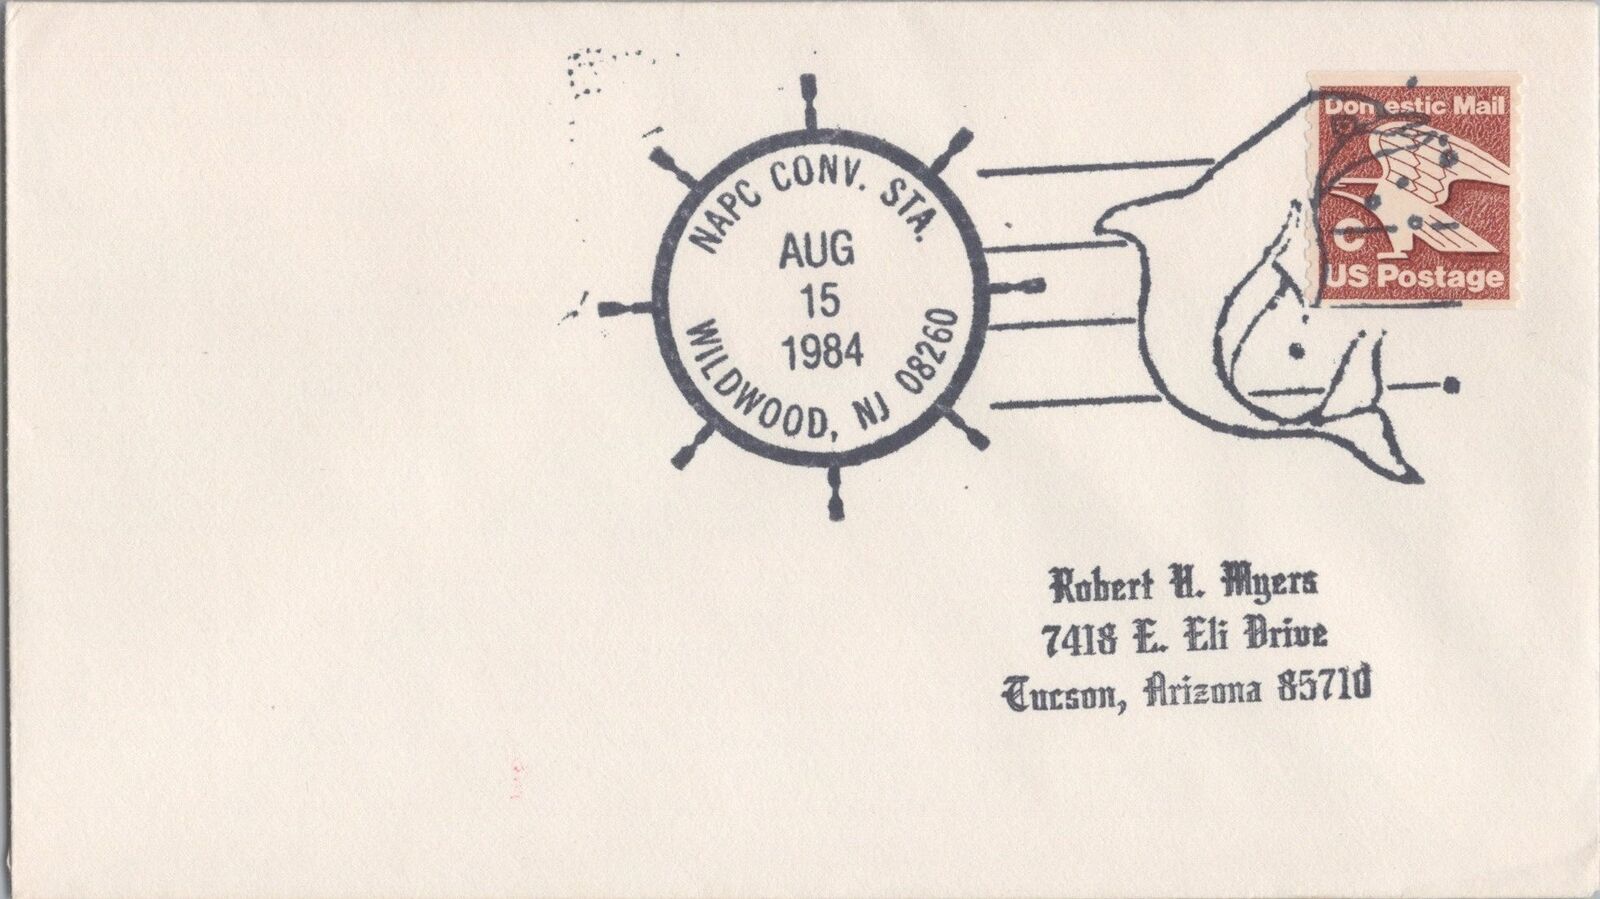 NAPC CONV. STA.
AUG
15
1984
WILDWOOD, NJ 08260
Domestic Mail
C
US Postage
Robert H. Myers
7418 E. Eli Drive
Tucson, Arizona 85710